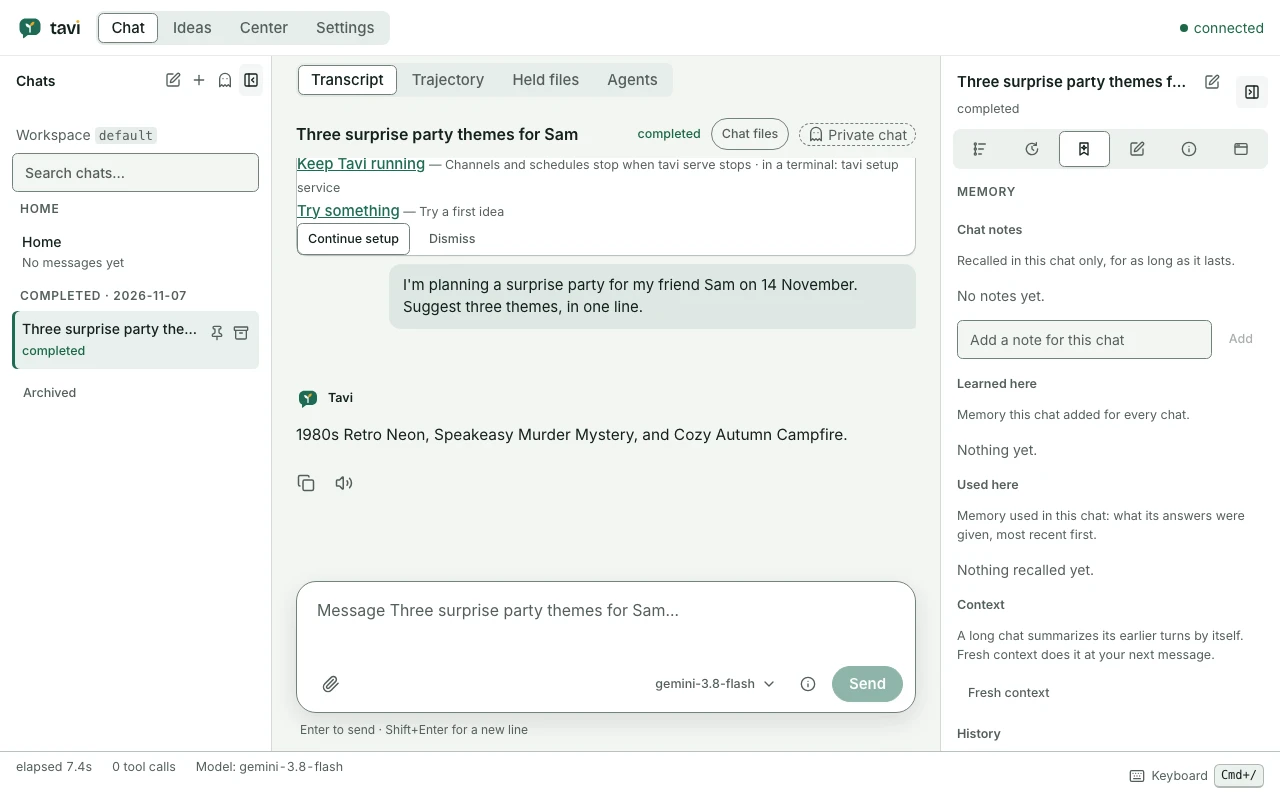 tavi
Chat
Ideas
Center
Settings
connected
Chats
Workspace default
Search chats...
HOME
Home
No messages yet
COMPLETED · 2026-11-07
Three surprise party the...
completed
Archived
Transcript
Trajectory
Held files
Agents
Three surprise party themes for Sam
completed
Chat files
Private chat
Keep Tavi running — Channels and schedules stop when tavi serve stops · in a terminal: tavi setup
service
Try something — Try a first idea
Continue setup
Dismiss
I'm planning a surprise party for my friend Sam on 14 November.
Suggest three themes, in one line.
Tavi
1980s Retro Neon, Speakeasy Murder Mystery, and Cozy Autumn Campfire.
Message Three surprise party themes for Sam...
gemini-3.8-flash
Send
Enter to send · Shift+Enter for a new line
Three surprise party themes f...
completed
MEMORY
Chat notes
Recalled in this chat only, for as long as it lasts.
No notes yet.
Add a note for this chat
Add
Learned here
Memory this chat added for every chat.
Nothing yet.
Used here
Memory used in this chat: what its answers were
given, most recent first.
Nothing recalled yet.
Context
A long chat summarizes its earlier turns by itself.
Fresh context does it at your next message.
Fresh context
History
elapsed 7.4s
0 tool calls
Model: gemini-3.8-flash
Keyboard
Cmd+/